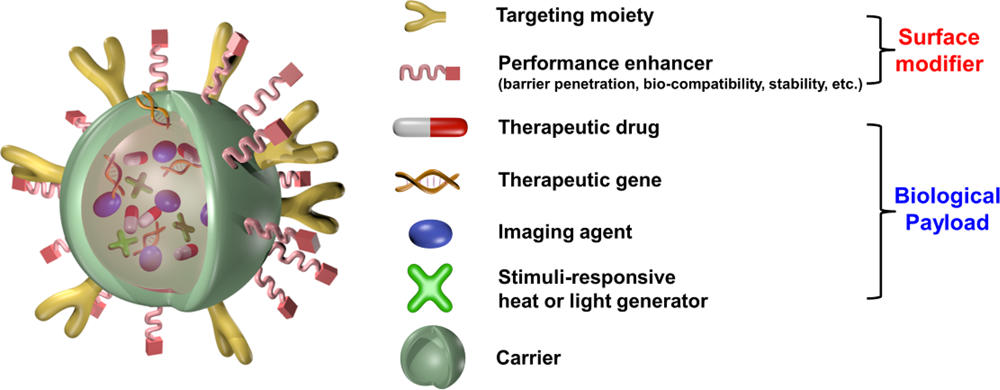 Targeting moiety
Performance enhancer
(barrier penetration, bio-compatibility, stability, etc.)
Surface
modifier
Therapeutic drug
Therapeutic gene
Imaging agent
Stimuli-responsive
heat or light generator
Biological
Payload
Carrier